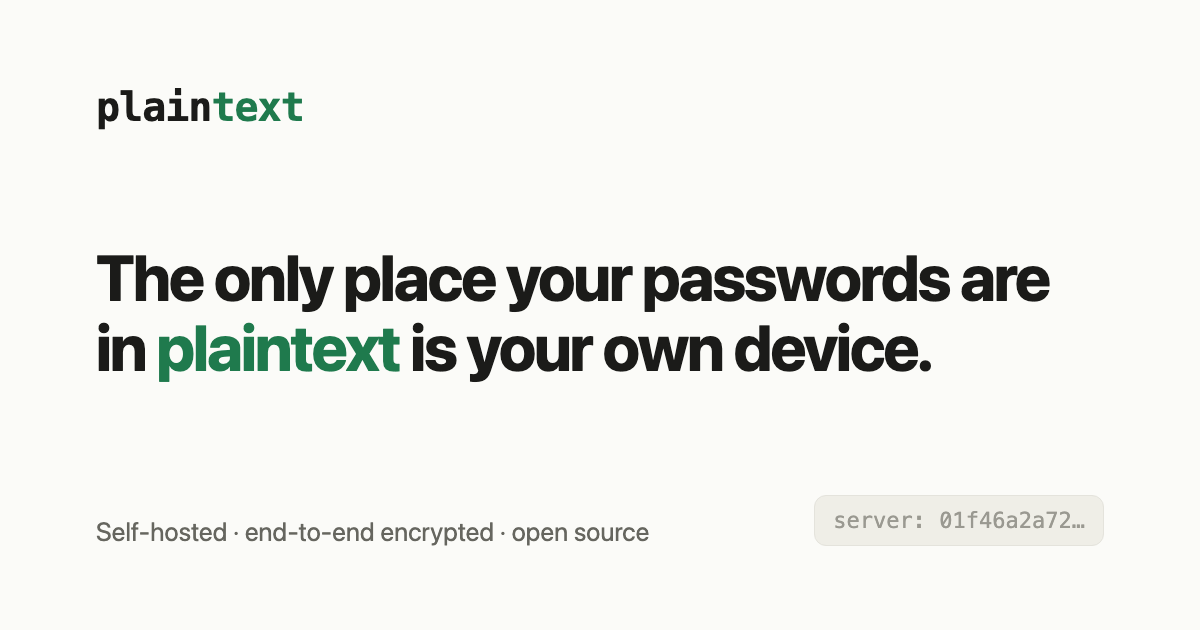 plaintext
The only place your passwords are
in plaintext is your own device.
Self-hosted · end-to-end encrypted · open source
server: 01f46a2a72…